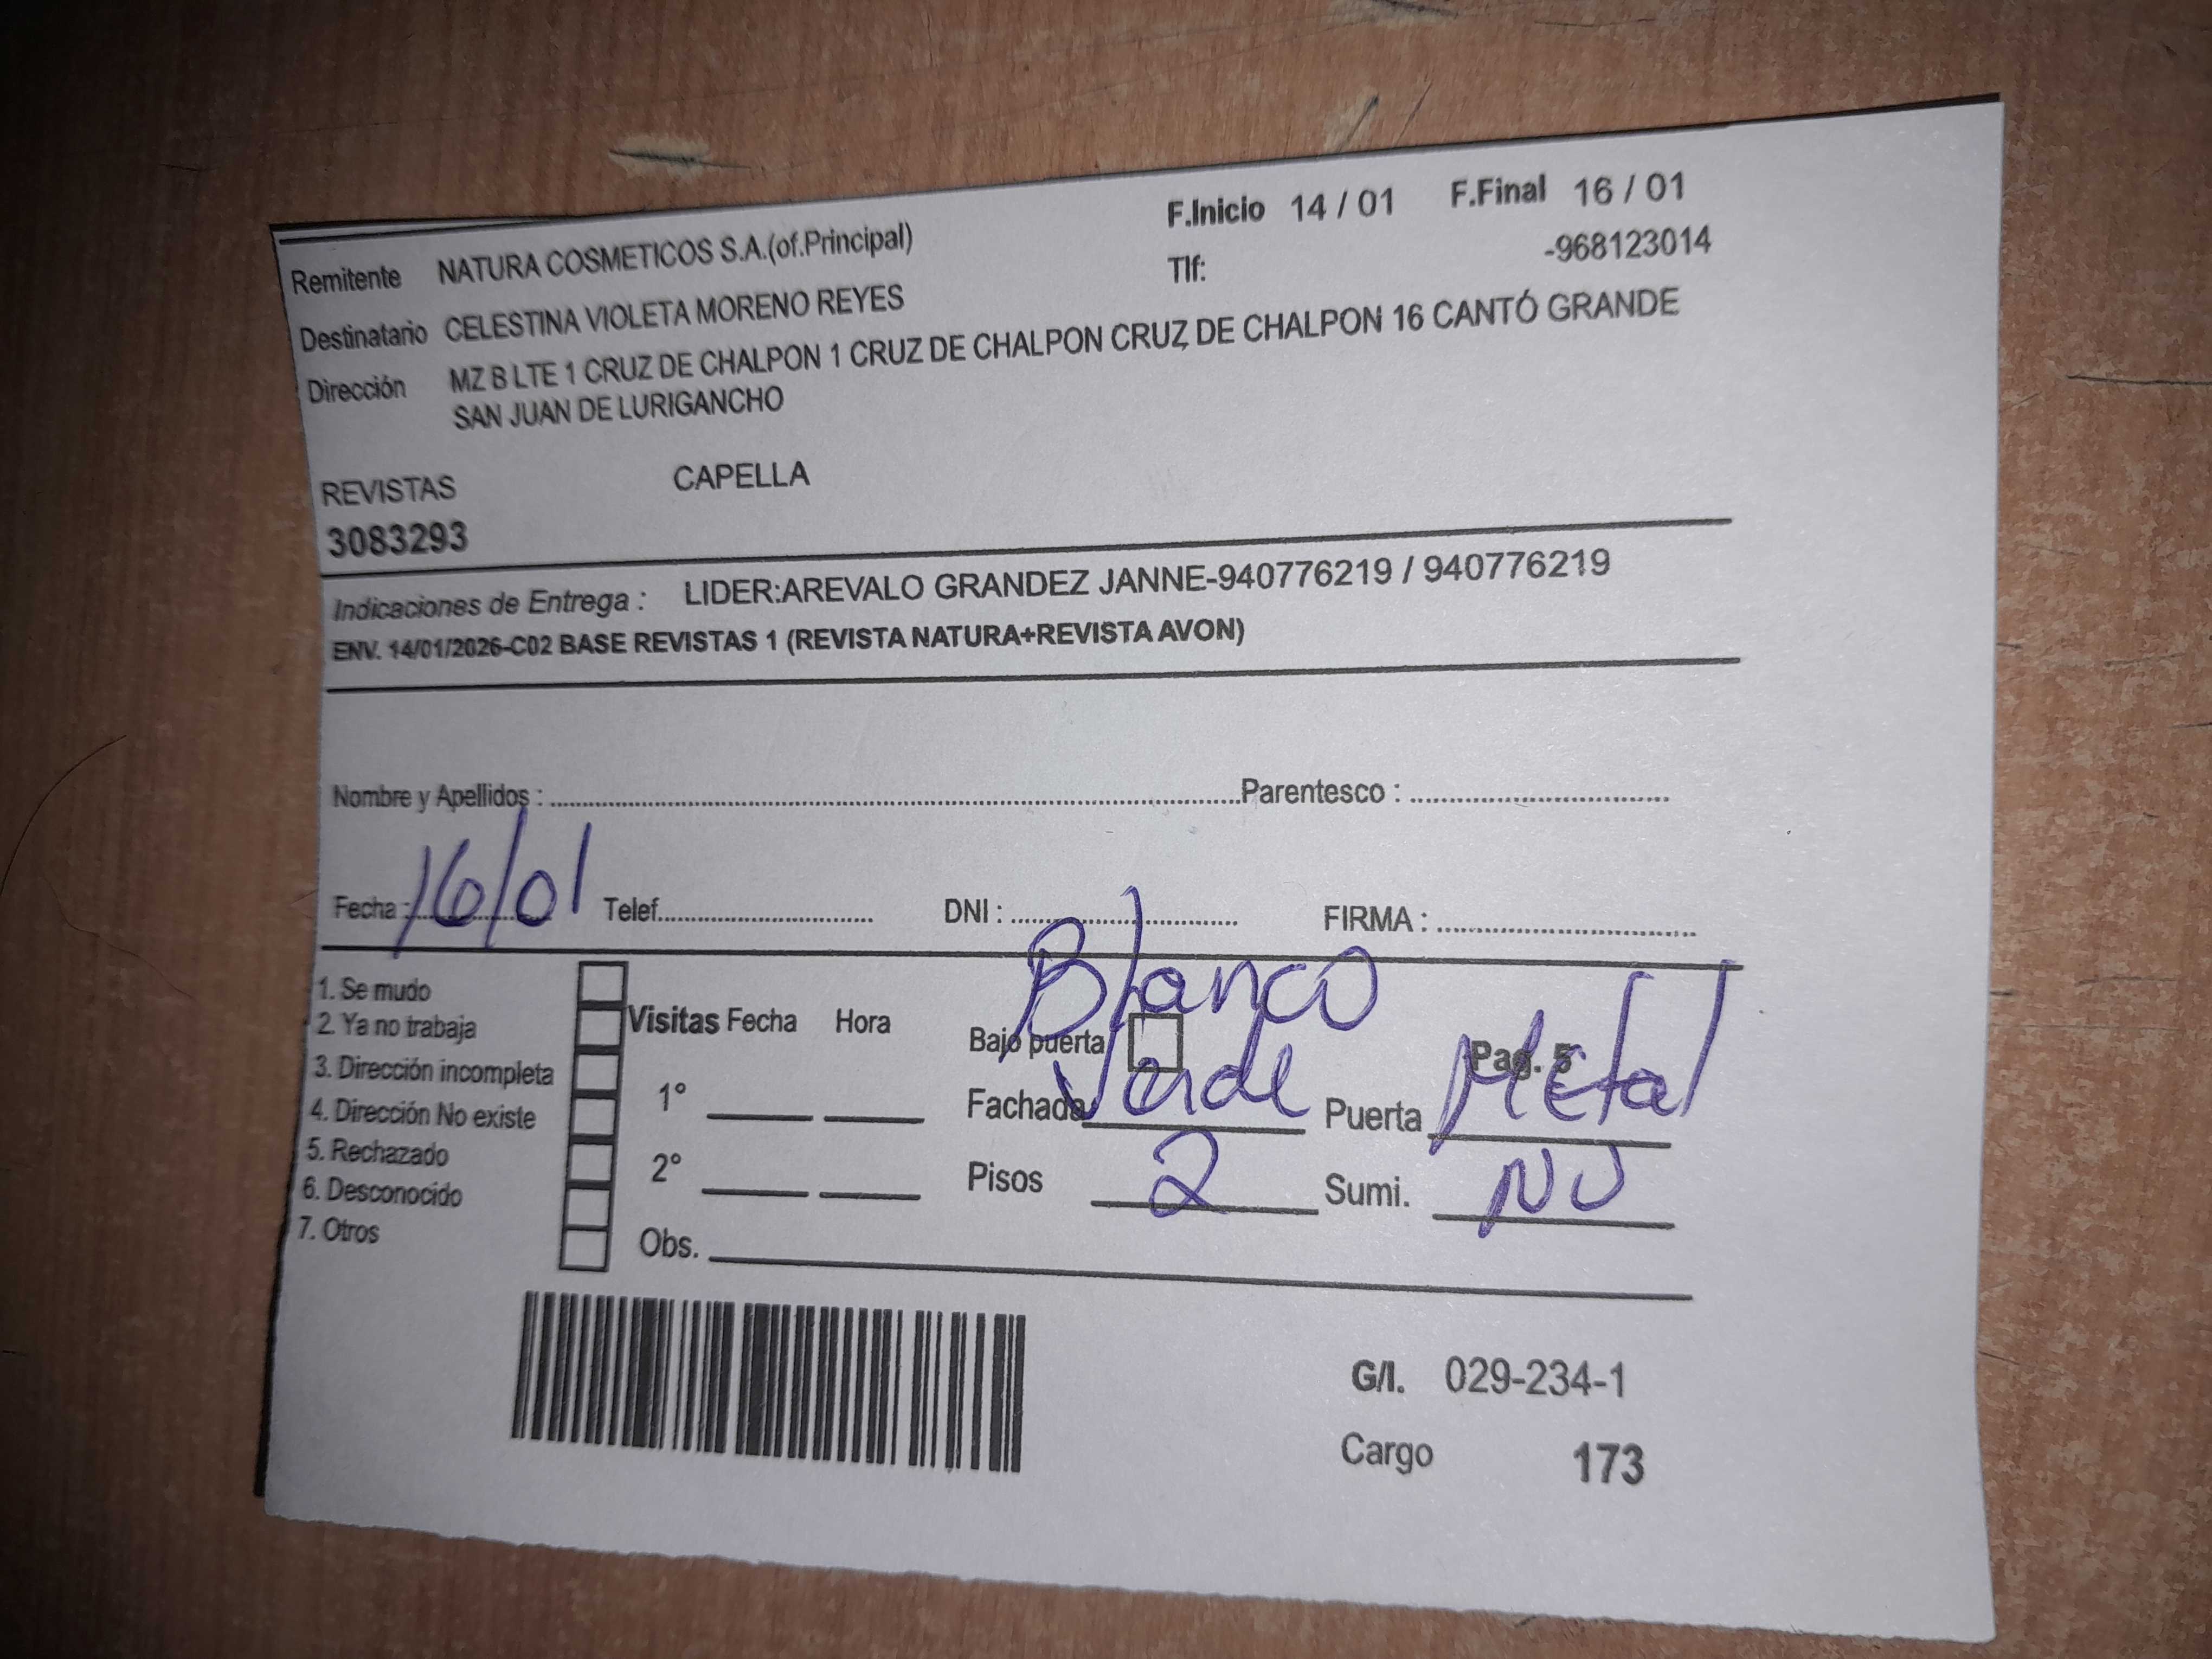 F.Inicio 14 / 01 F.Final 16 / 01
Remitente NATURA COSMETICOS S.A.(of.Principal)
Tlf: -968123014
Destinatario CELESTINA VIOLETA MORENO REYES
Dirección MZ B LTE 1 CRUZ DE CHALPON 1 CRUZ DE CHALPON CRUZ DE CHALPON 16 CANTÓ GRANDE
SAN JUAN DE LURIGANCHO
REVISTAS CAPELLA
3083293
Indicaciones de Entrega : LIDER:AREVALO GRANDEZ JANNE-940776219 / 940776219
ENV. 14/01/2026-C02 BASE REVISTAS 1 (REVISTA NATURA+REVISTA AVON)
Nombre y Apellidos : Parentesco :
Fecha : 16/01 Telef. DNI : FIRMA :
1. Se mudo
2. Ya no trabaja
3. Dirección incompleta
4. Dirección No existe
5. Rechazado
6. Desconocido
7. Otros
Visitas Fecha Hora
1°
2°
Obs.
Blanco
Bajo puerta Pag. 5
Fachada Verde Puerta Metal
Pisos 2 Sumi. NO
G/I. 029-234-1
Cargo 173